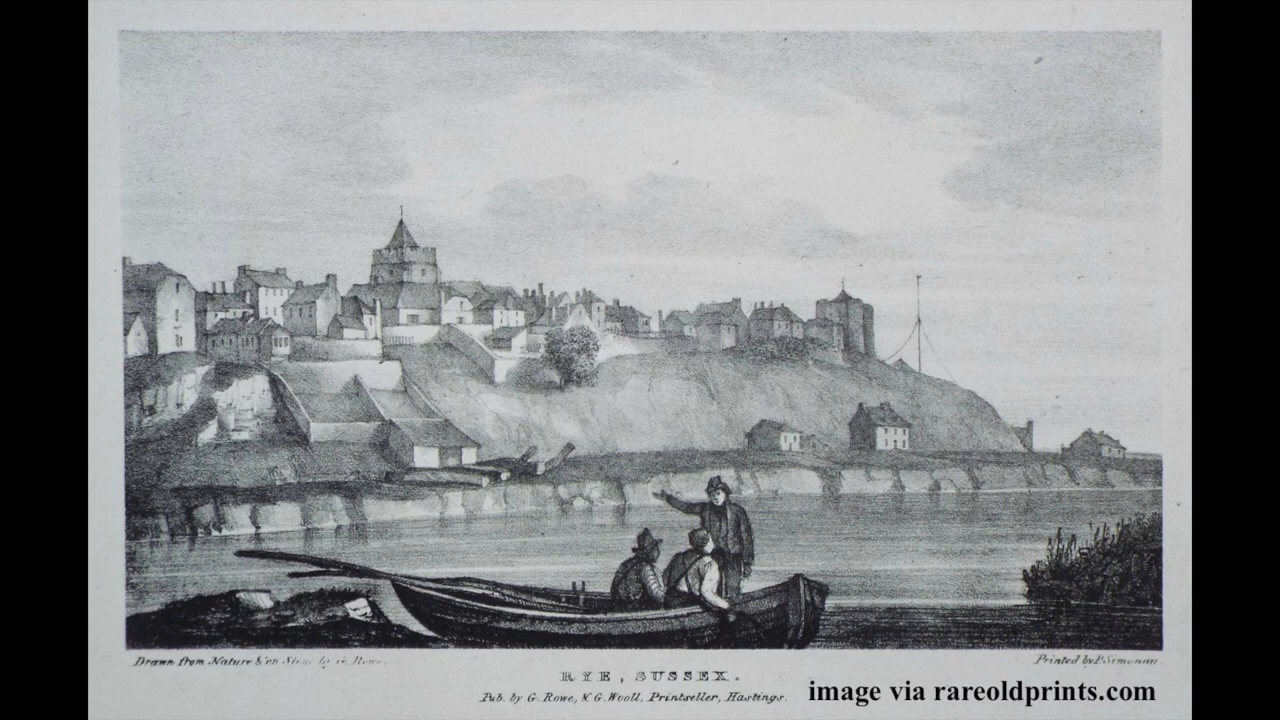 Drawn from Nature & on Stone by G. Rowe.
Printed by P. Simonau.
RYE, SUSSEX.
Pub. by G. Rowe, & G. Wooll, Printseller, Hastings.
image via rareoldprints.com